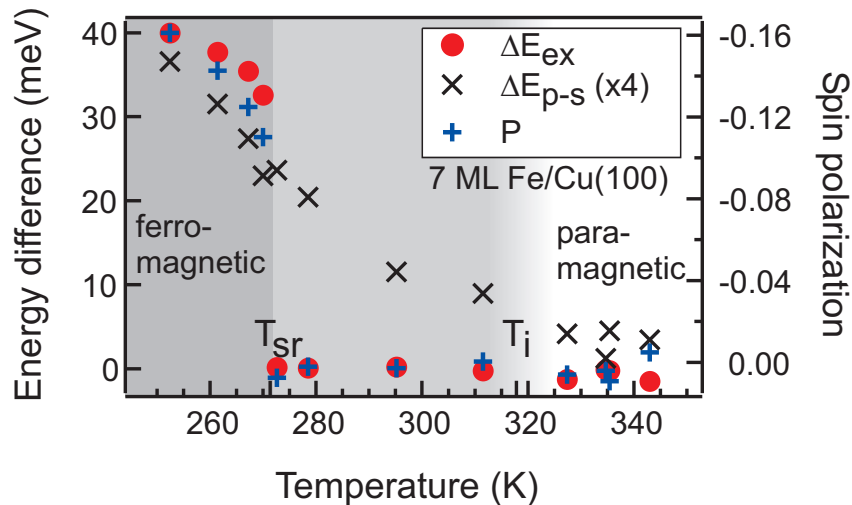 40
30
20
10
0
Energy difference (meV)
ΔEex
ΔEp-s (x4)
P
7 ML Fe/Cu(100)
ferro-
magnetic
para-
magnetic
Tsr
Ti
-0.16
-0.12
-0.08
-0.04
0.00
Spin polarization
260
280
300
320
340
Temperature (K)